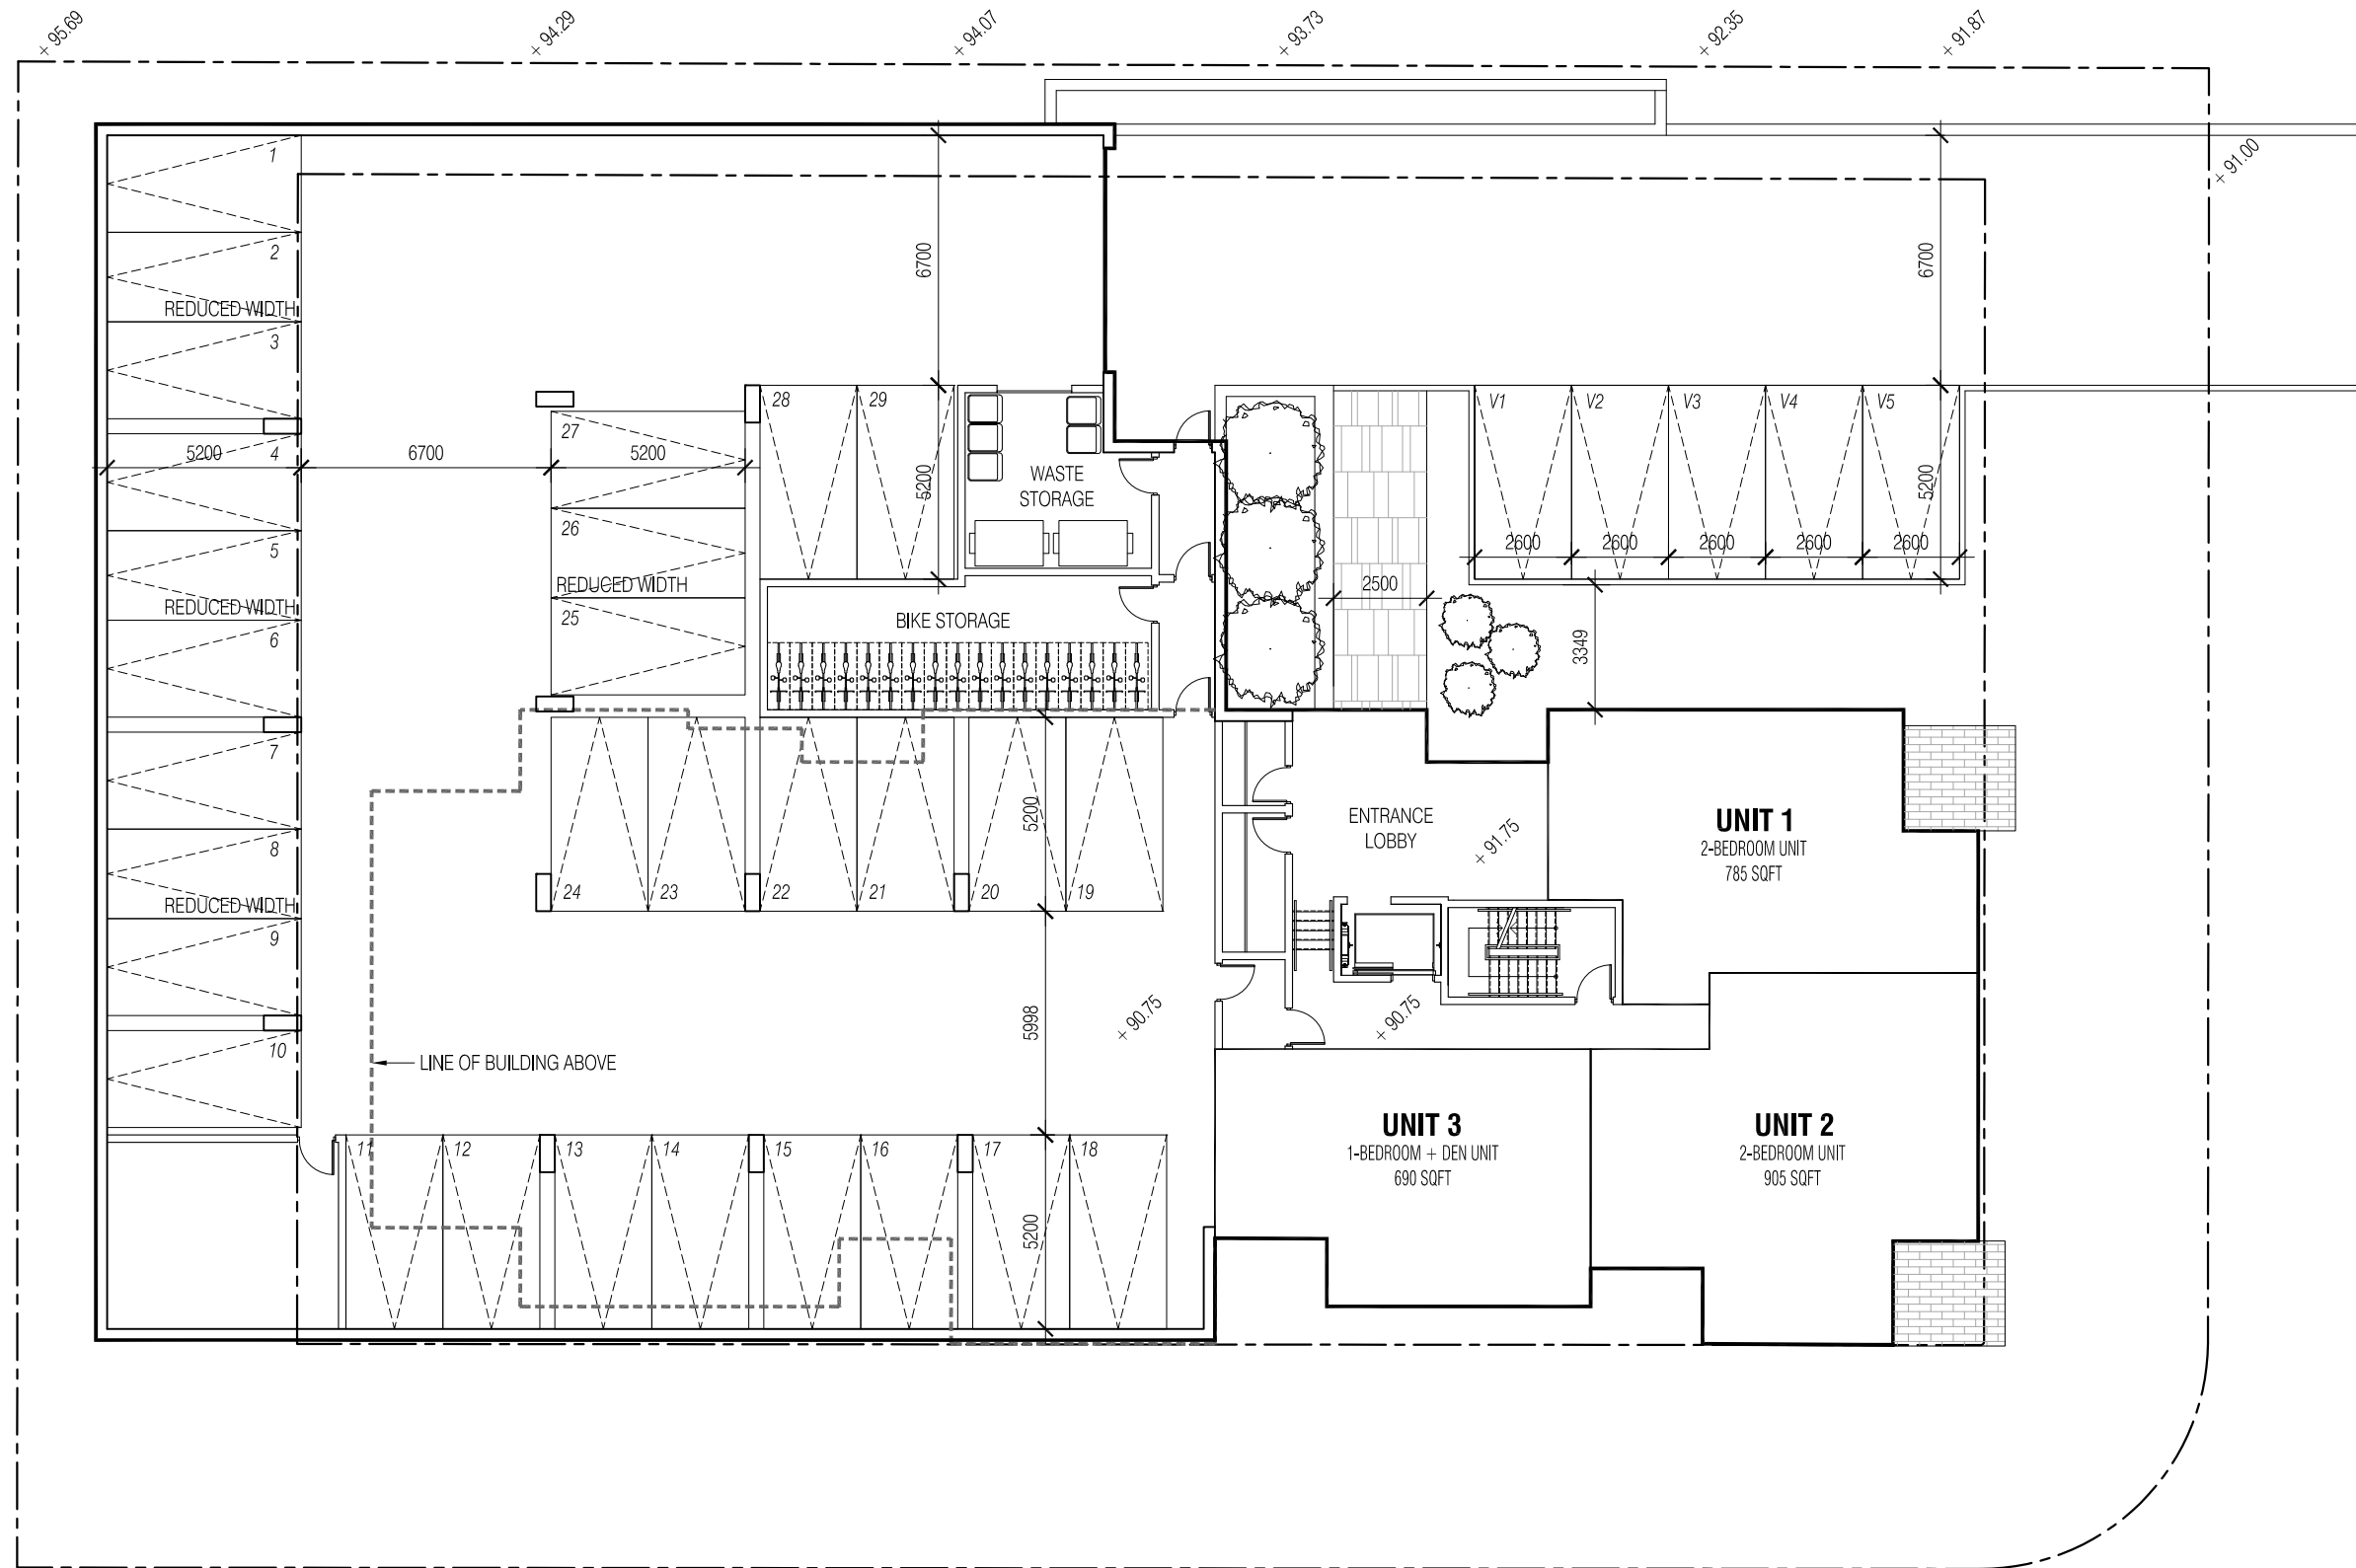 + 95.69
+ 94.29
+ 94.07
+ 93.73
+ 92.35
+ 91.87
+ 91.00
1
2
REDUCED WIDTH
3
4
5
REDUCED WIDTH
6
7
8
REDUCED WIDTH
9
10
5200
6700
5200
27
26
REDUCED WIDTH
25
28
29
6700
5200
WASTE
STORAGE
BIKE STORAGE
V1
V2
V3
V4
V5
6700
5200
2600
2600
2600
2600
2600
2500
3349
24
23
22
21
20
19
5200
5998
5200
+ 90.75
LINE OF BUILDING ABOVE
11
12
13
14
15
16
17
18
ENTRANCE
LOBBY
+ 91.75
+ 90.75
UNIT 1
2-BEDROOM UNIT
785 SQFT
UNIT 3
1-BEDROOM + DEN UNIT
690 SQFT
UNIT 2
2-BEDROOM UNIT
905 SQFT